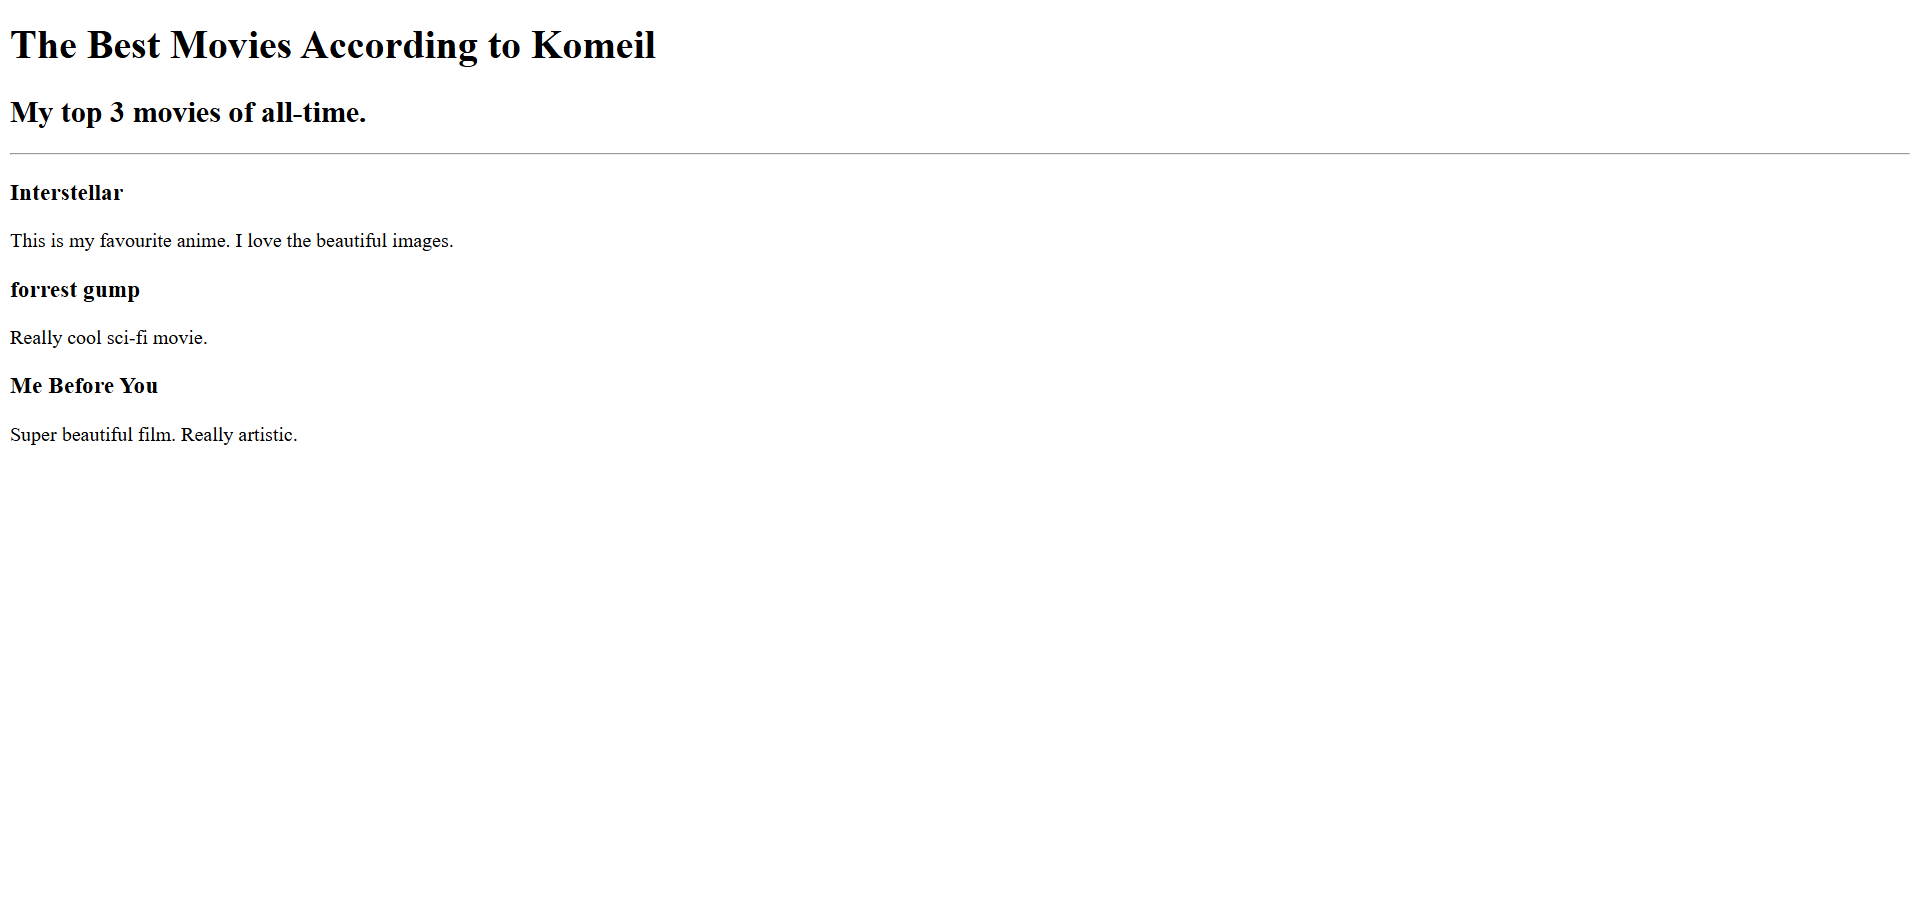 The Best Movies According to Komeil
My top 3 movies of all-time.
Interstellar
This is my favourite anime. I love the beautiful images.
forrest gump
Really cool sci-fi movie.
Me Before You
Super beautiful film. Really artistic.